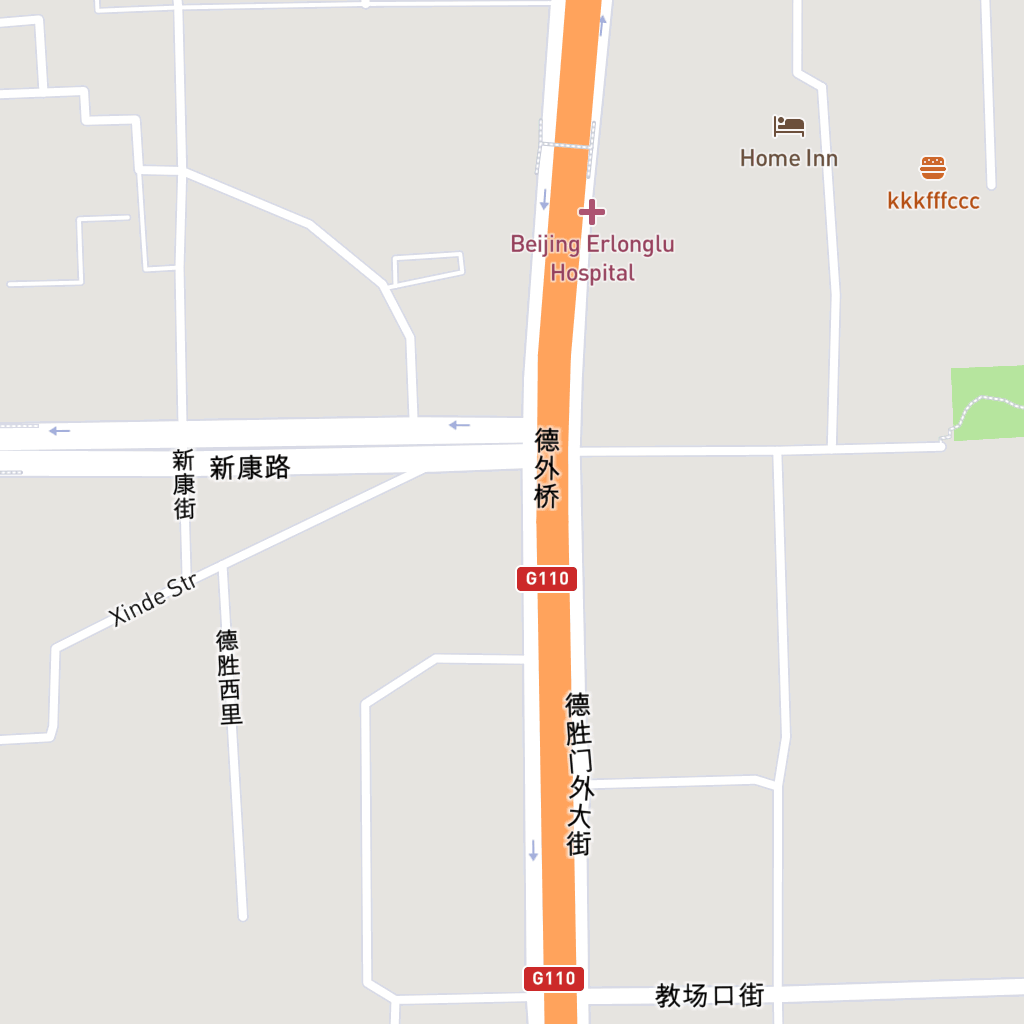 Home Inn
kkkfffccc
Beijing Erlonglu
Hospital
德外桥
新康路
新康街
G110
Xinde Str
德胜西里
德胜门外大街
G110
教场口街